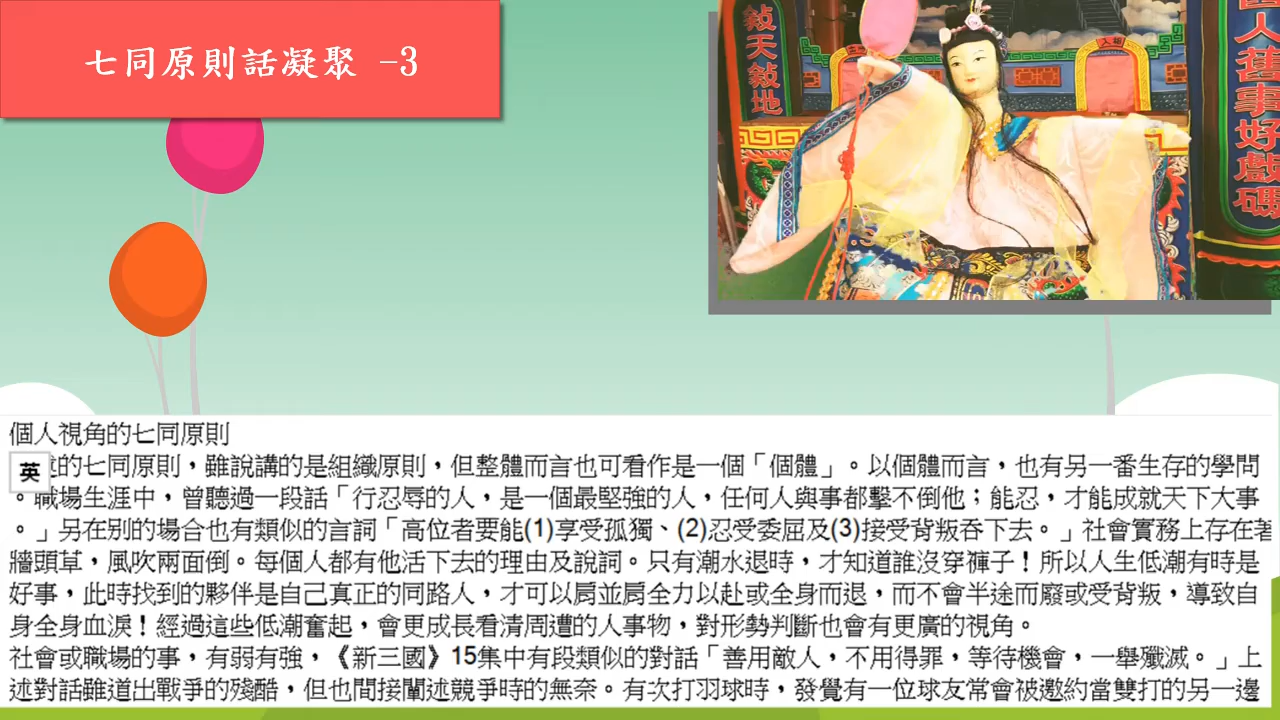 七同原則話凝聚 -3
敲天敲地
入相
人舊事好戲碼
個人視角的七同原則
英
的七同原則，雖說講的是組織原則，但整體而言也可看作是一個「個體」。以個體而言，也有另一番生存的學問
。職場生涯中，曾聽過一段話「行忍辱的人，是一個最堅強的人，任何人與事都擊不倒他；能忍，才能成就天下大事
。」另在別的場合也有類似的言詞「高位者要能(1)享受孤獨、(2)忍受委屈及(3)接受背叛吞下去。」社會實務上存在著
牆頭草，風吹兩面倒。每個人都有他活下去的理由及說詞。只有潮水退時，才知道誰沒穿褲子！所以人生低潮有時是
好事，此時找到的夥伴是自己真正的同路人，才可以肩並肩全力以赴或全身而退，而不會半途而廢或受背叛，導致自
身全身血淚！經過這些低潮奮起，會更成長看清周遭的人事物，對形勢判斷也會有更廣的視角。
社會或職場的事，有弱有強，《新三國》15集中有段類似的對話「善用敵人，不用得罪，等待機會，一舉殲滅。」上
述對話雖道出戰爭的殘酷，但也間接闡述競爭時的無奈。有次打羽球時，發覺有一位球友常會被邀約當雙打的另一邊